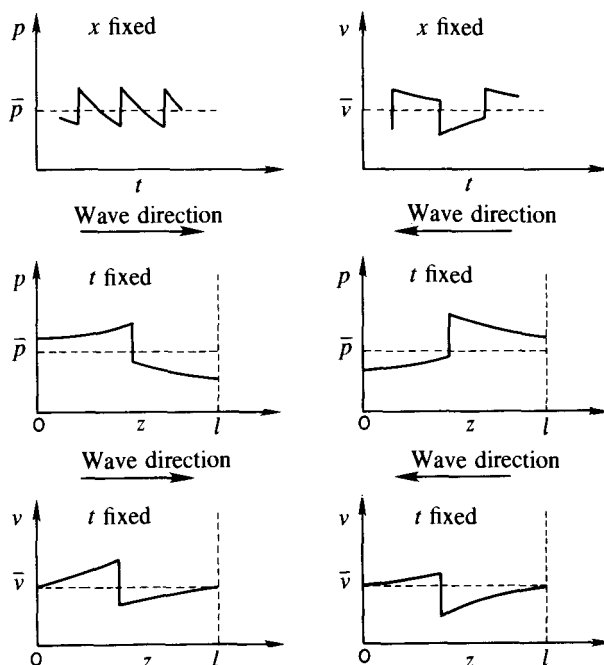 p x fixed
p̄
t
v x fixed
v̄
t
Wave direction
Wave direction
p t fixed
p̄
O z l
p t fixed
p̄
O z l
Wave direction
Wave direction
v t fixed
v̄
O z l
v t fixed
v̄
O z l